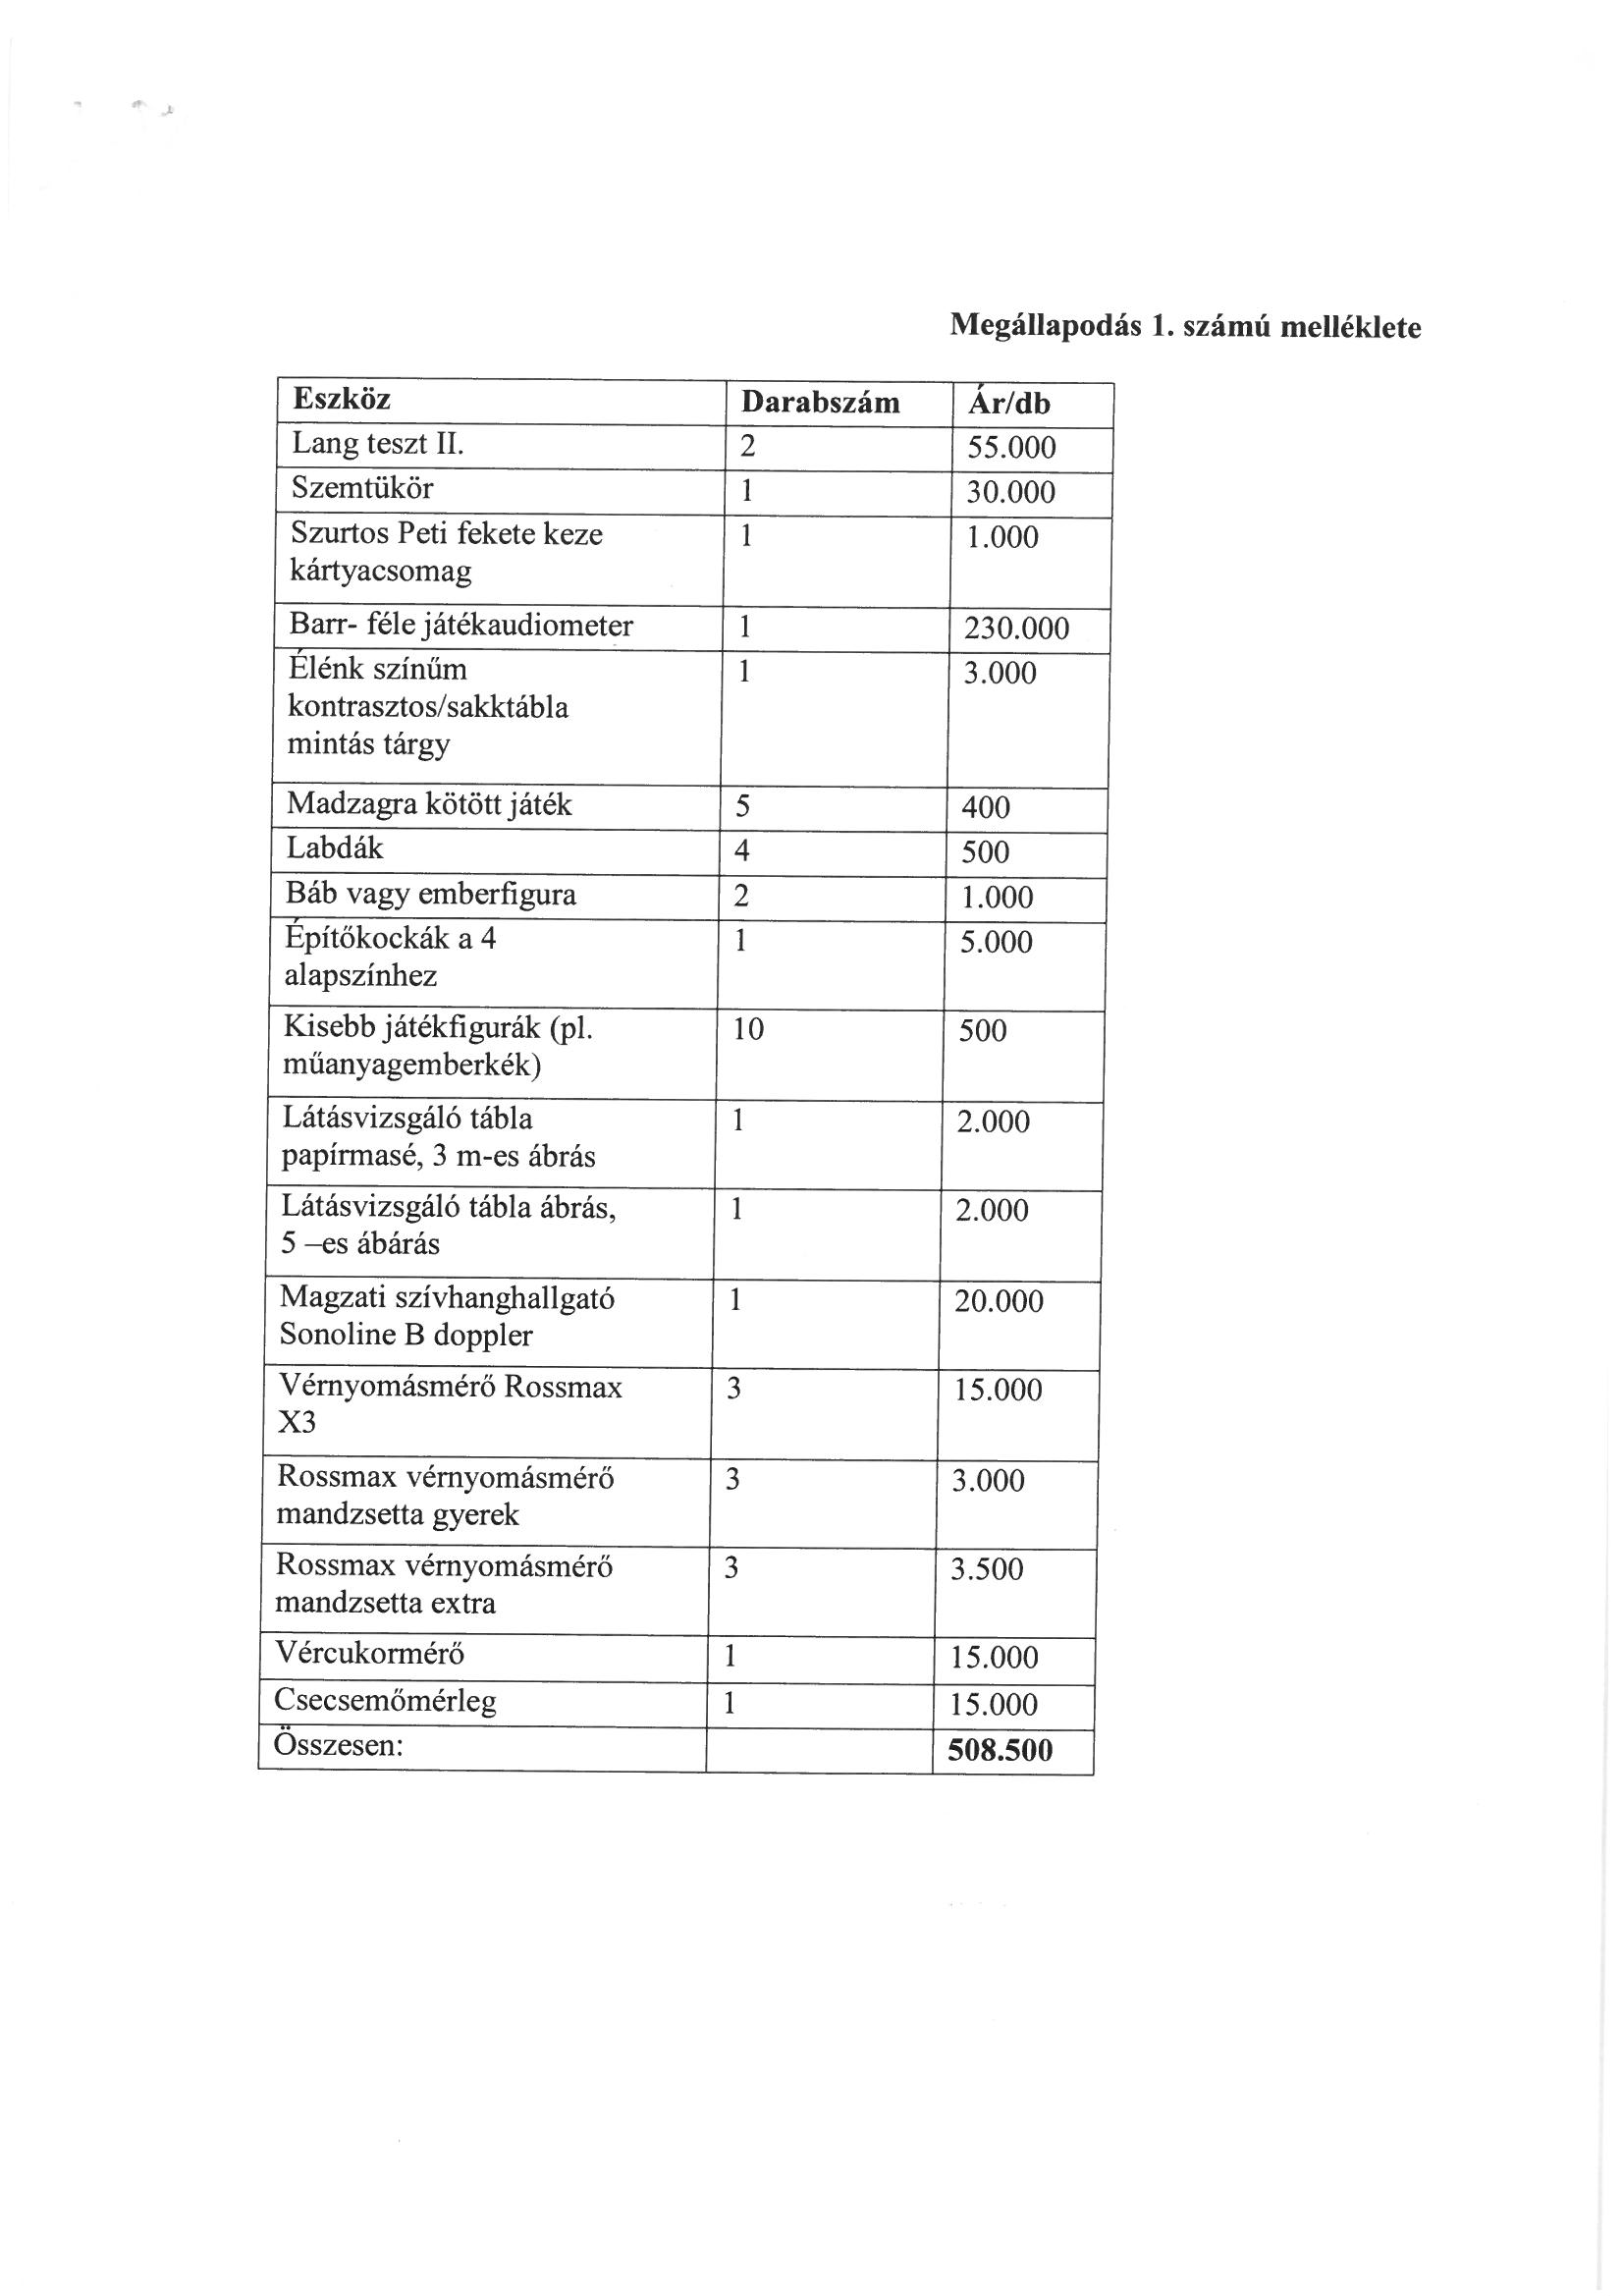 Megállapodás 1. számú melléklete
Eszköz Darabszám Ár/db
Lang teszt II. 2 55.000
Szemtükör 1 30.000
Szurtos Peti fekete keze 1 1.000
kártyacsomag
Barr- féle játékaudiometer 1 230.000
Élénk színűm 1 3.000
kontrasztos/sakktábla
mintás tárgy
Madzagra kötött játék 5 400
Labdák 4 500
Báb vagy emberfigura 2 1.000
Építőkockák a 4 1 5.000
alapszínhez
Kisebb játékfigurák (pl. 10 500
műanyagemberkék)
Látásvizsgáló tábla 1 2.000
papírmasé, 3 m-es ábrás
Látásvizsgáló tábla ábrás, 1 2.000
5 –es ábárás
Magzati szívhanghallgató 1 20.000
Sonoline B doppler
Vérnyomásmérő Rossmax 3 15.000
X3
Rossmax vérnyomásmérő 3 3.000
mandzsetta gyerek
Rossmax vérnyomásmérő 3 3.500
mandzsetta extra
Vércukormérő 1 15.000
Csecsemőmérleg 1 15.000
Összesen: 508.500